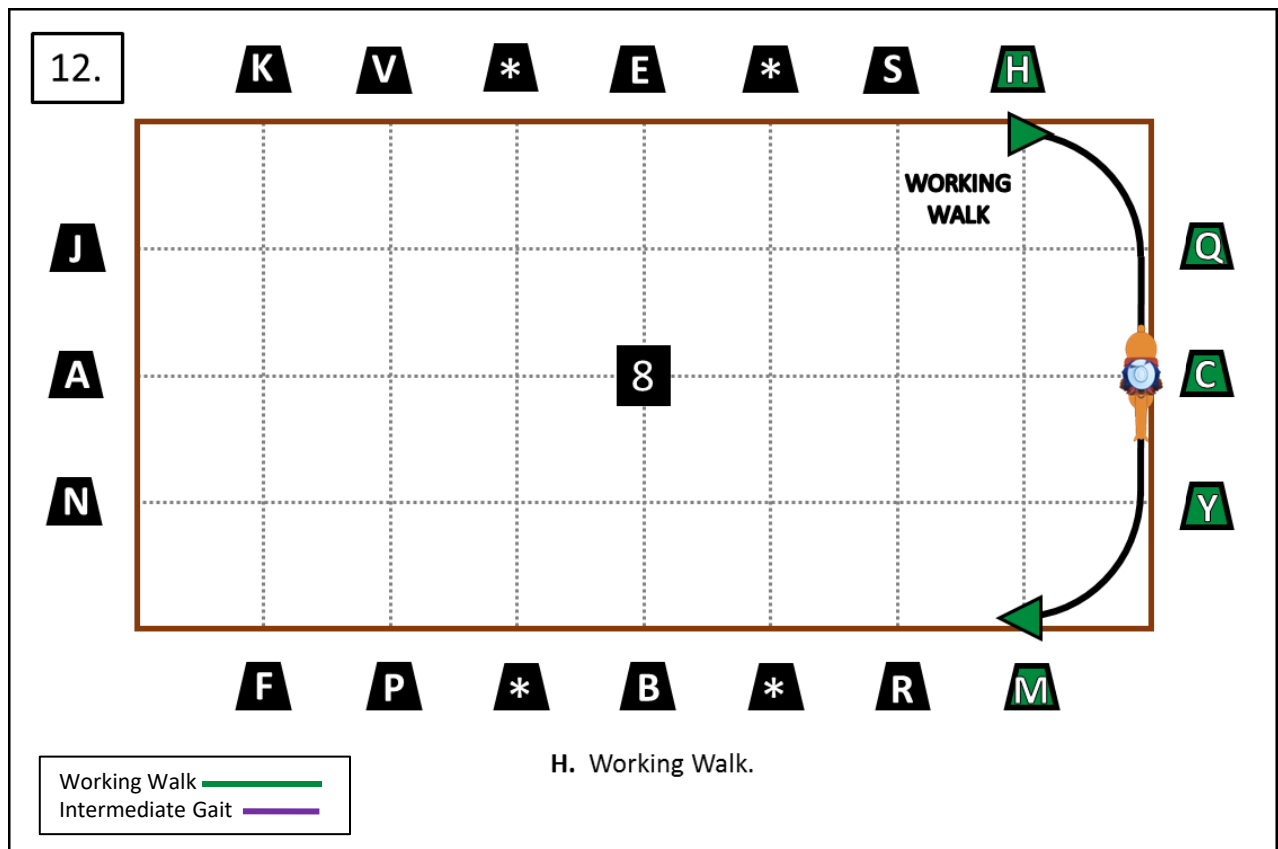 12.
K V * E * S H
WORKING
WALK
J
Q
A
8
C
N
Y
F P * B * R M
H. Working Walk.
Working Walk
Intermediate Gait